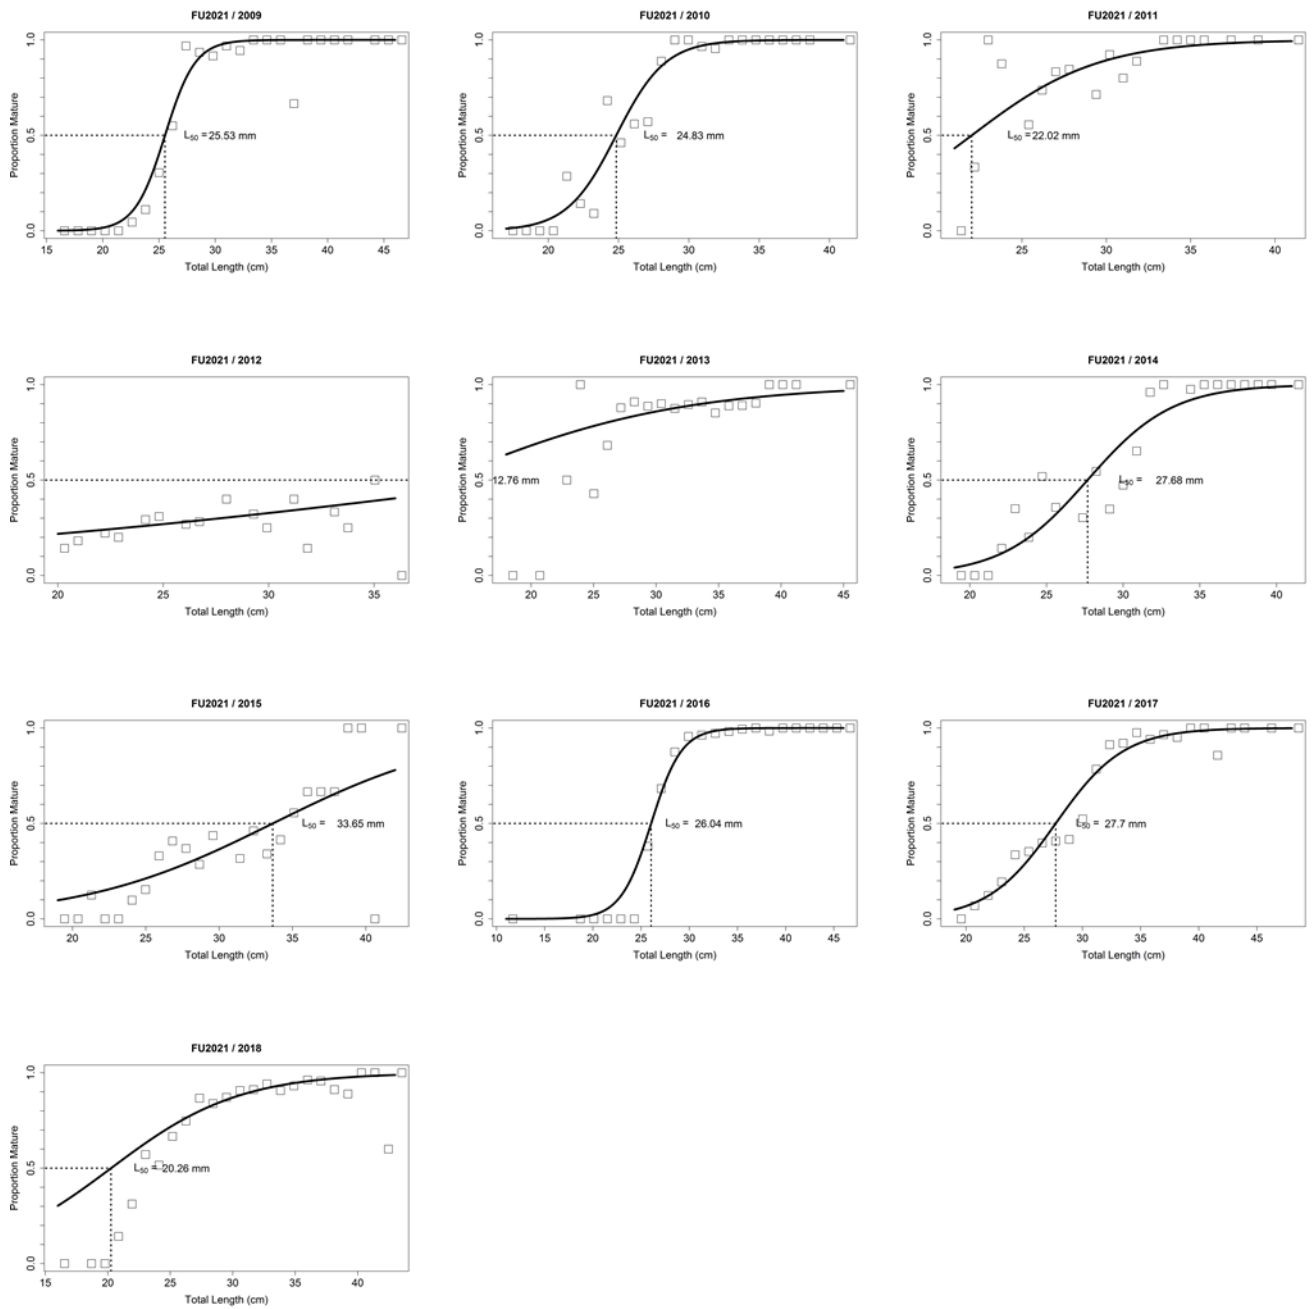 FU2021 / 2009
Proportion Mature
1.0
0.5
0.0
L50 =25.53 mm
15 20 25 30 35 40 45
Total Length (cm)
FU2021 / 2010
Proportion Mature
1.0
0.5
0.0
L50 = 24.83 mm
20 25 30 35 40
Total Length (cm)
FU2021 / 2011
Proportion Mature
1.0
0.5
0.0
L50 =22.02 mm
25 30 35 40
Total Length (cm)
FU2021 / 2012
Proportion Mature
1.0
0.5
0.0
20 25 30 35
Total Length (cm)
FU2021 / 2013
Proportion Mature
1.0
0.5
0.0
12.76 mm
20 25 30 35 40 45
Total Length (cm)
FU2021 / 2014
Proportion Mature
1.0
0.5
0.0
L50 = 27.68 mm
20 25 30 35 40
Total Length (cm)
FU2021 / 2015
Proportion Mature
1.0
0.5
0.0
L50 = 33.65 mm
20 25 30 35 40
Total Length (cm)
FU2021 / 2016
Proportion Mature
1.0
0.5
0.0
L50 = 26.04 mm
10 15 20 25 30 35 40 45
Total Length (cm)
FU2021 / 2017
Proportion Mature
1.0
0.5
0.0
L50 = 27.7 mm
20 25 30 35 40 45
Total Length (cm)
FU2021 / 2018
Proportion Mature
1.0
0.5
0.0
L50 = 20.26 mm
15 20 25 30 35 40
Total Length (cm)